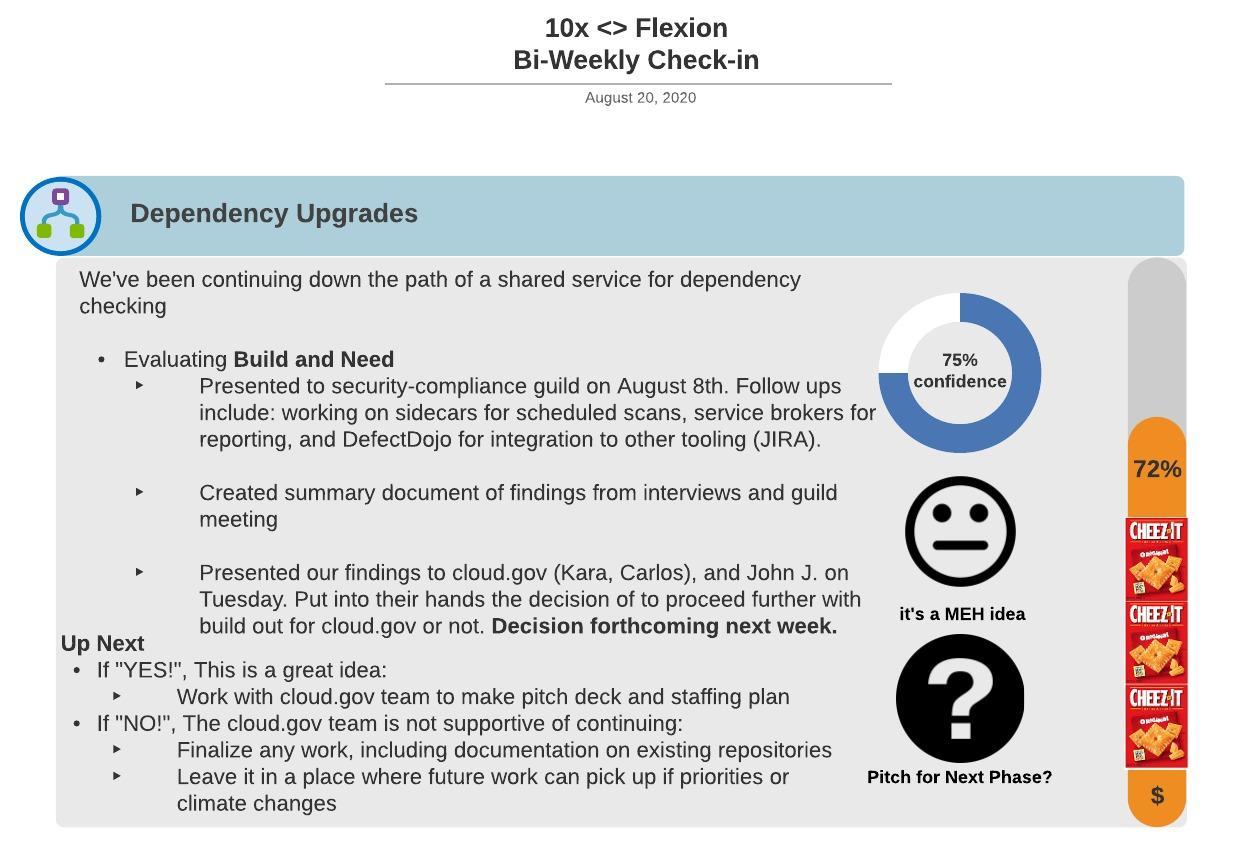 10x <> Flexion
Bi-Weekly Check-in
August 20, 2020
Dependency Upgrades
We've been continuing down the path of a shared service for dependency
checking
• Evaluating Build and Need
‣ Presented to security-compliance guild on August 8th. Follow ups
include: working on sidecars for scheduled scans, service brokers for
reporting, and DefectDojo for integration to other tooling (JIRA).
‣ Created summary document of findings from interviews and guild
meeting
‣ Presented our findings to cloud.gov (Kara, Carlos), and John J. on
Tuesday. Put into their hands the decision of to proceed further with
build out for cloud.gov or not. Decision forthcoming next week.
Up Next
• If "YES!", This is a great idea:
‣ Work with cloud.gov team to make pitch deck and staffing plan
• If "NO!", The cloud.gov team is not supportive of continuing:
‣ Finalize any work, including documentation on existing repositories
‣ Leave it in a place where future work can pick up if priorities or
climate changes
75%
confidence
it's a MEH idea
?
Pitch for Next Phase?
72%
CHEEZ-IT
ORIGINAL
CHEEZ-IT
ORIGINAL
CHEEZ-IT
ORIGINAL
$